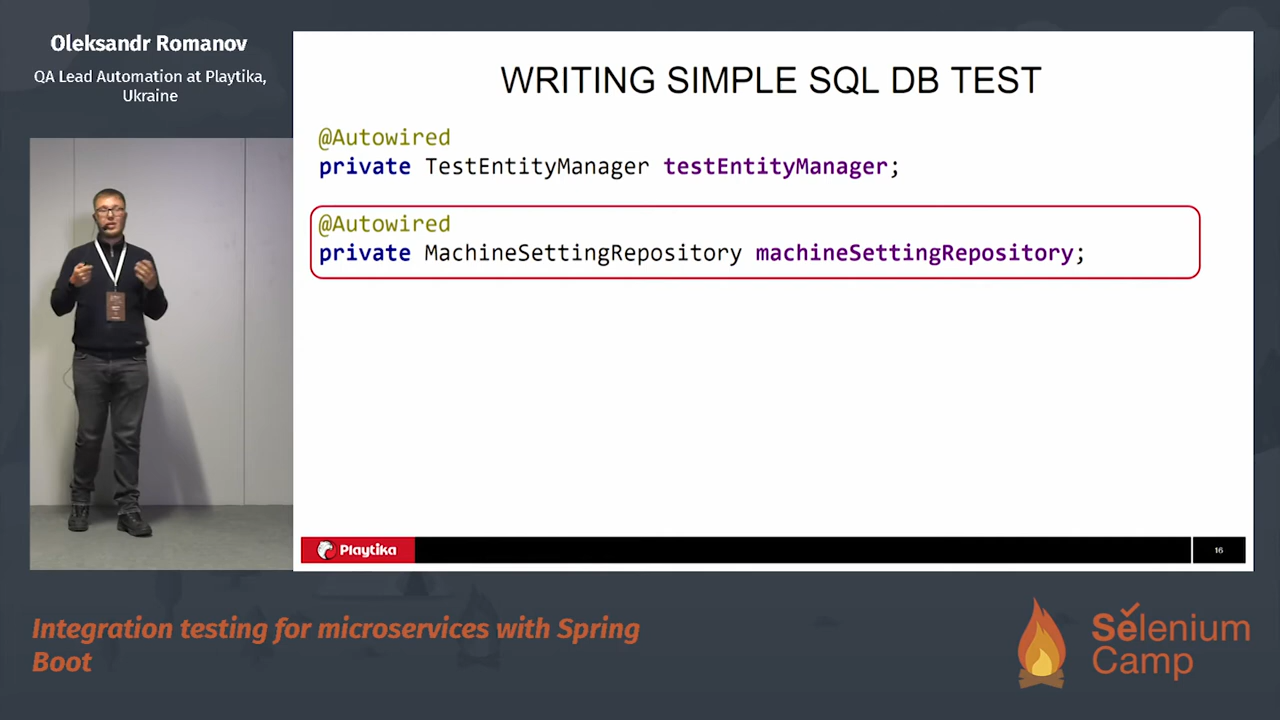 Oleksandr Romanov
QA Lead Automation at Playtika,
Ukraine
WRITING SIMPLE SQL DB TEST
@Autowired
private TestEntityManager testEntityManager;
@Autowired
private MachineSettingRepository machineSettingRepository;
Playtika
16
Integration testing for microservices with Spring
Boot
Selenium
Camp